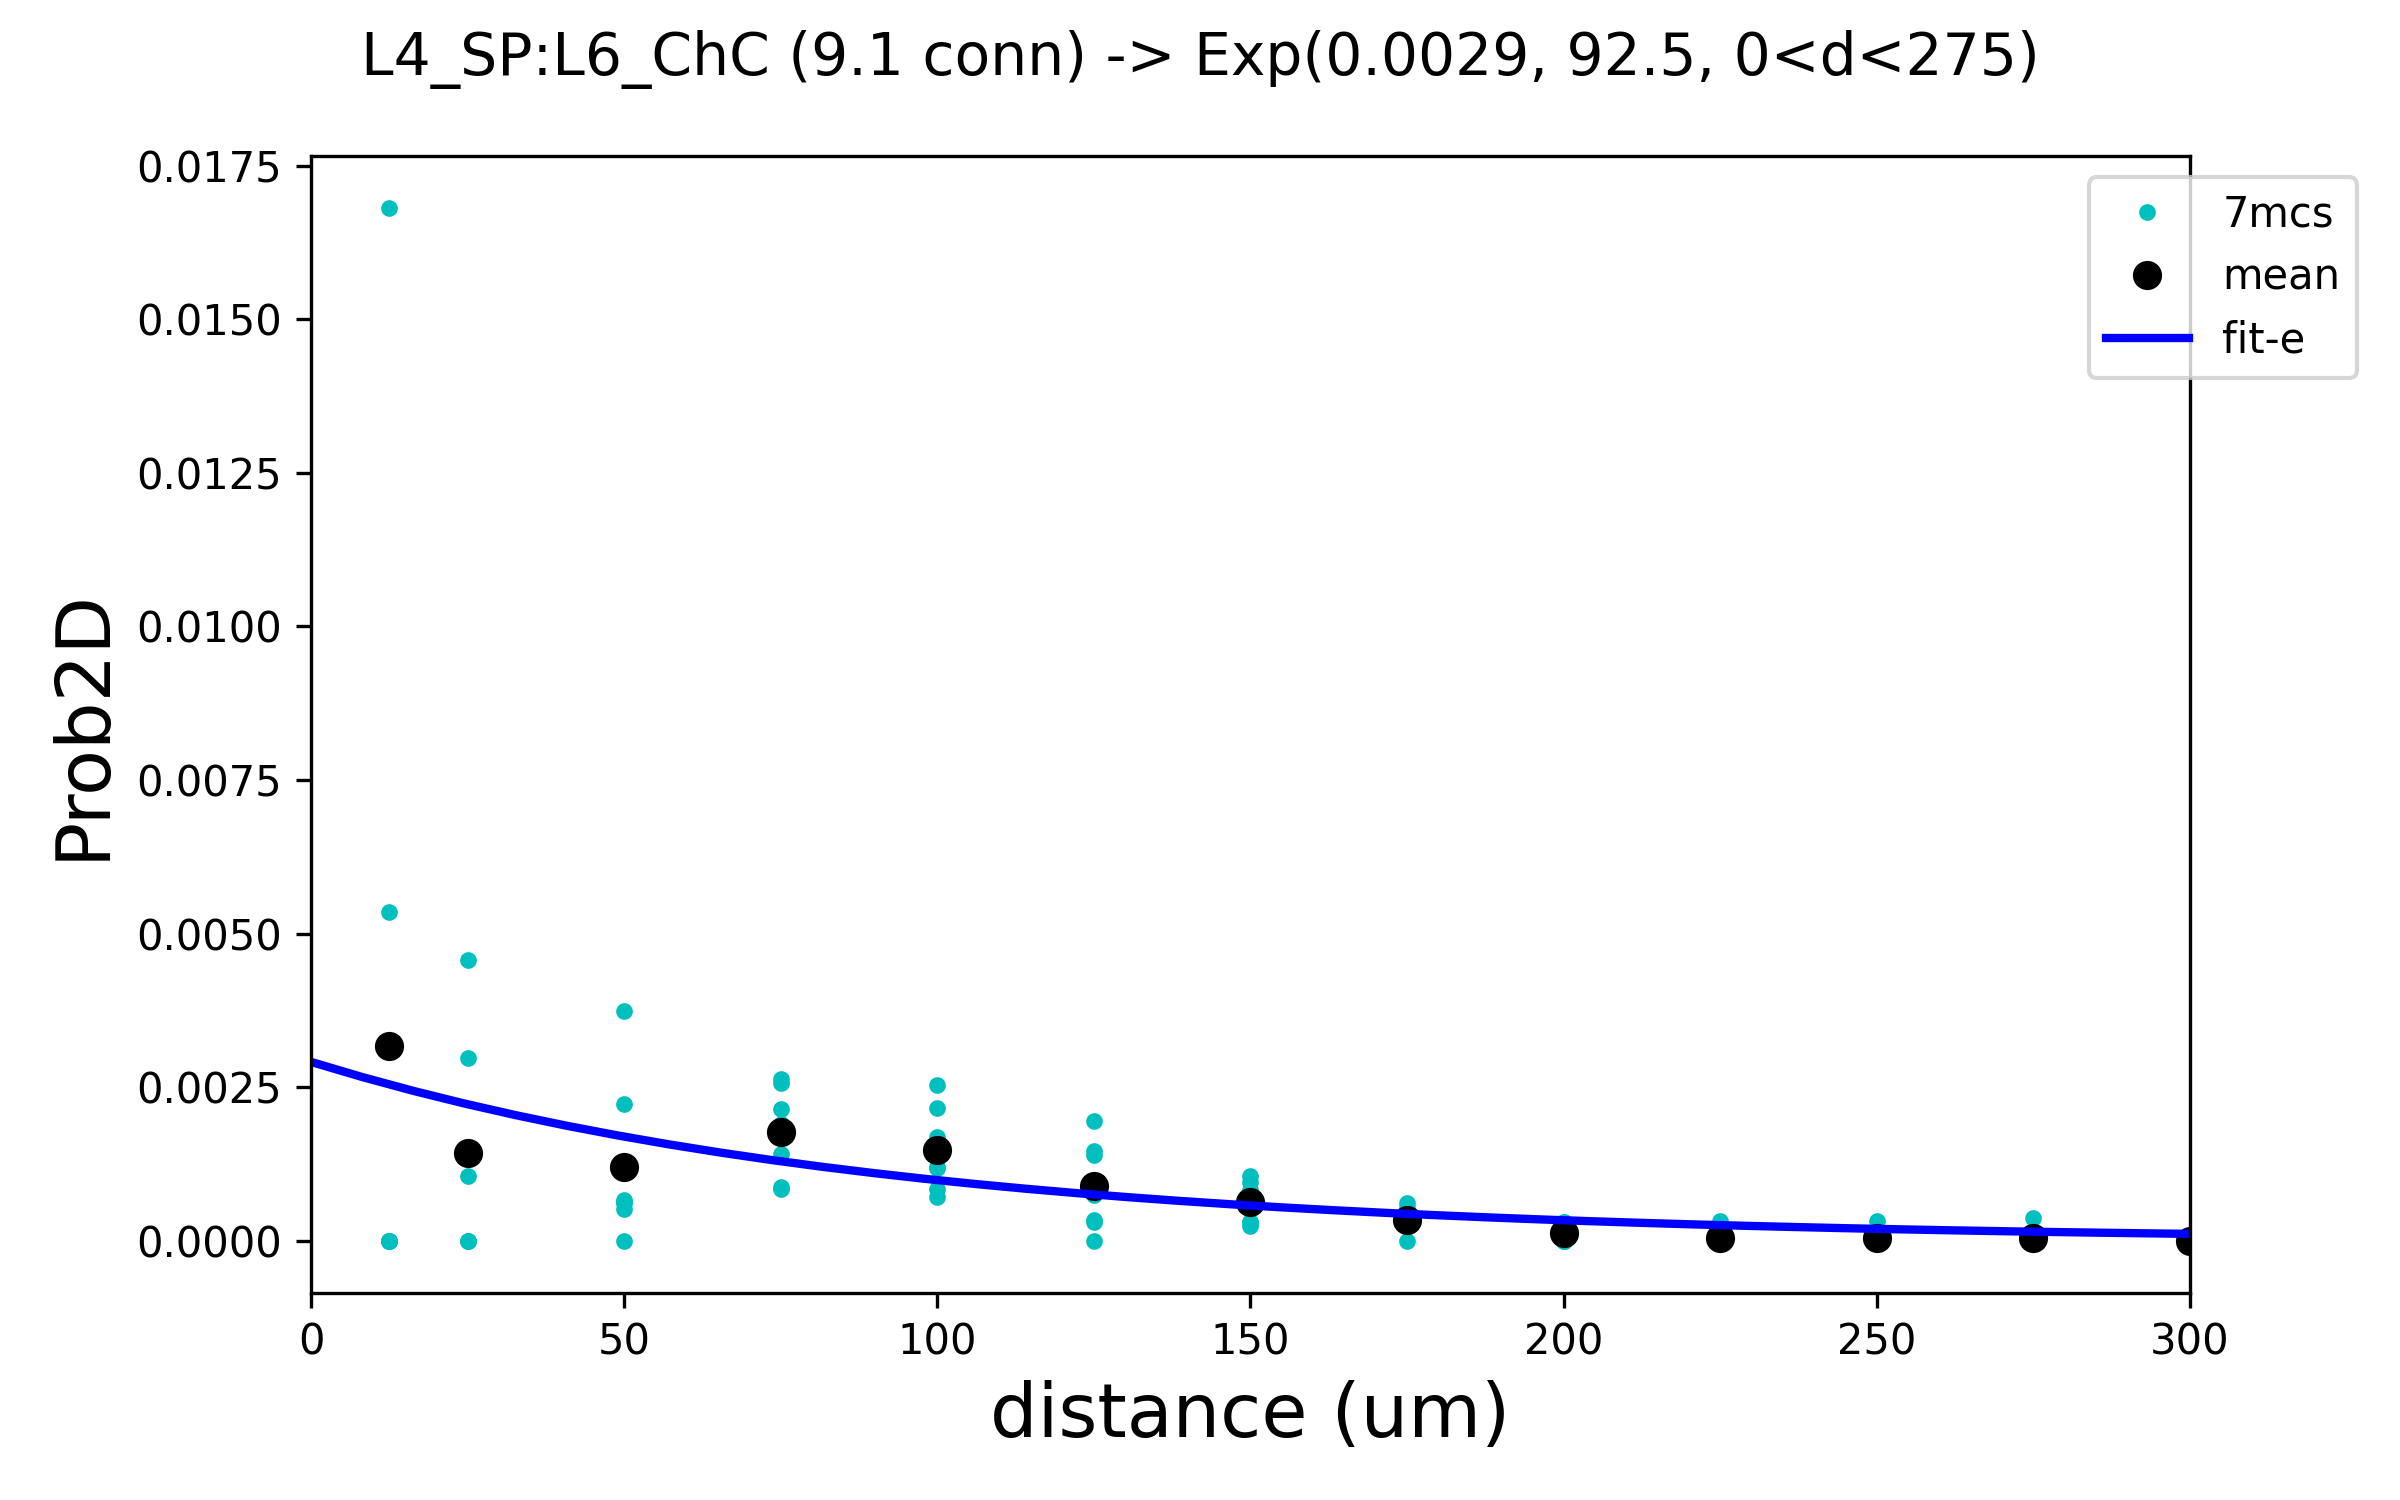 L4_SP:L6_ChC (9.1 conn) -> Exp(0.0029, 92.5, 0<d<275)
0.0175
0.0150
0.0125
0.0100
0.0075
0.0050
0.0025
0.0000
Prob2D
7mcs
mean
fit-e
0 50 100 150 200 250 300
distance (um)